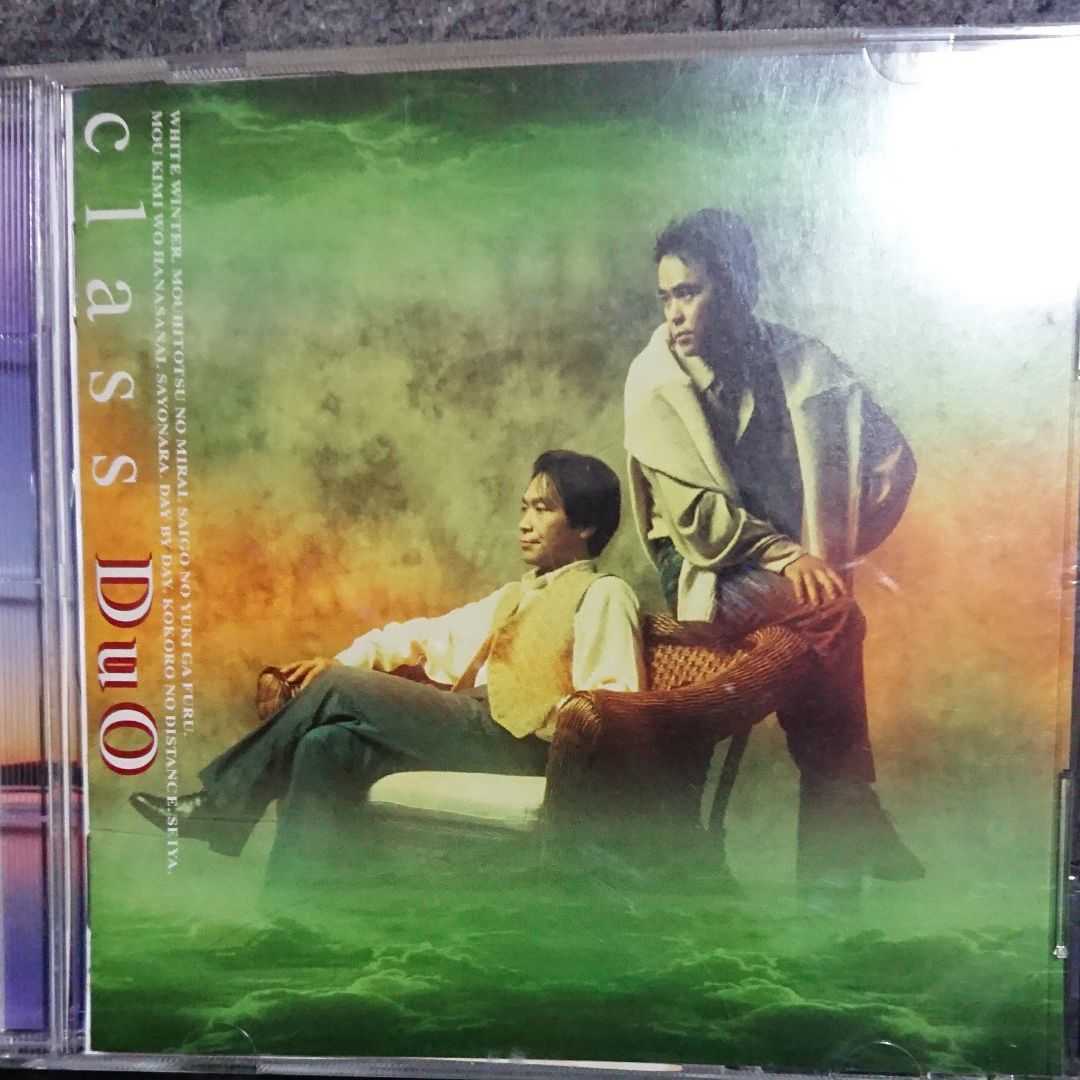 class DuO
WHITE WINTER, MOU HITOTSU NO MIRAI, SAIGO NO YUKI GA FURU,
MOU KIMI WO HANASANAI, SAYONARA, DAY BY DAY, KOKORO NO DISTANCE, SEIYA,